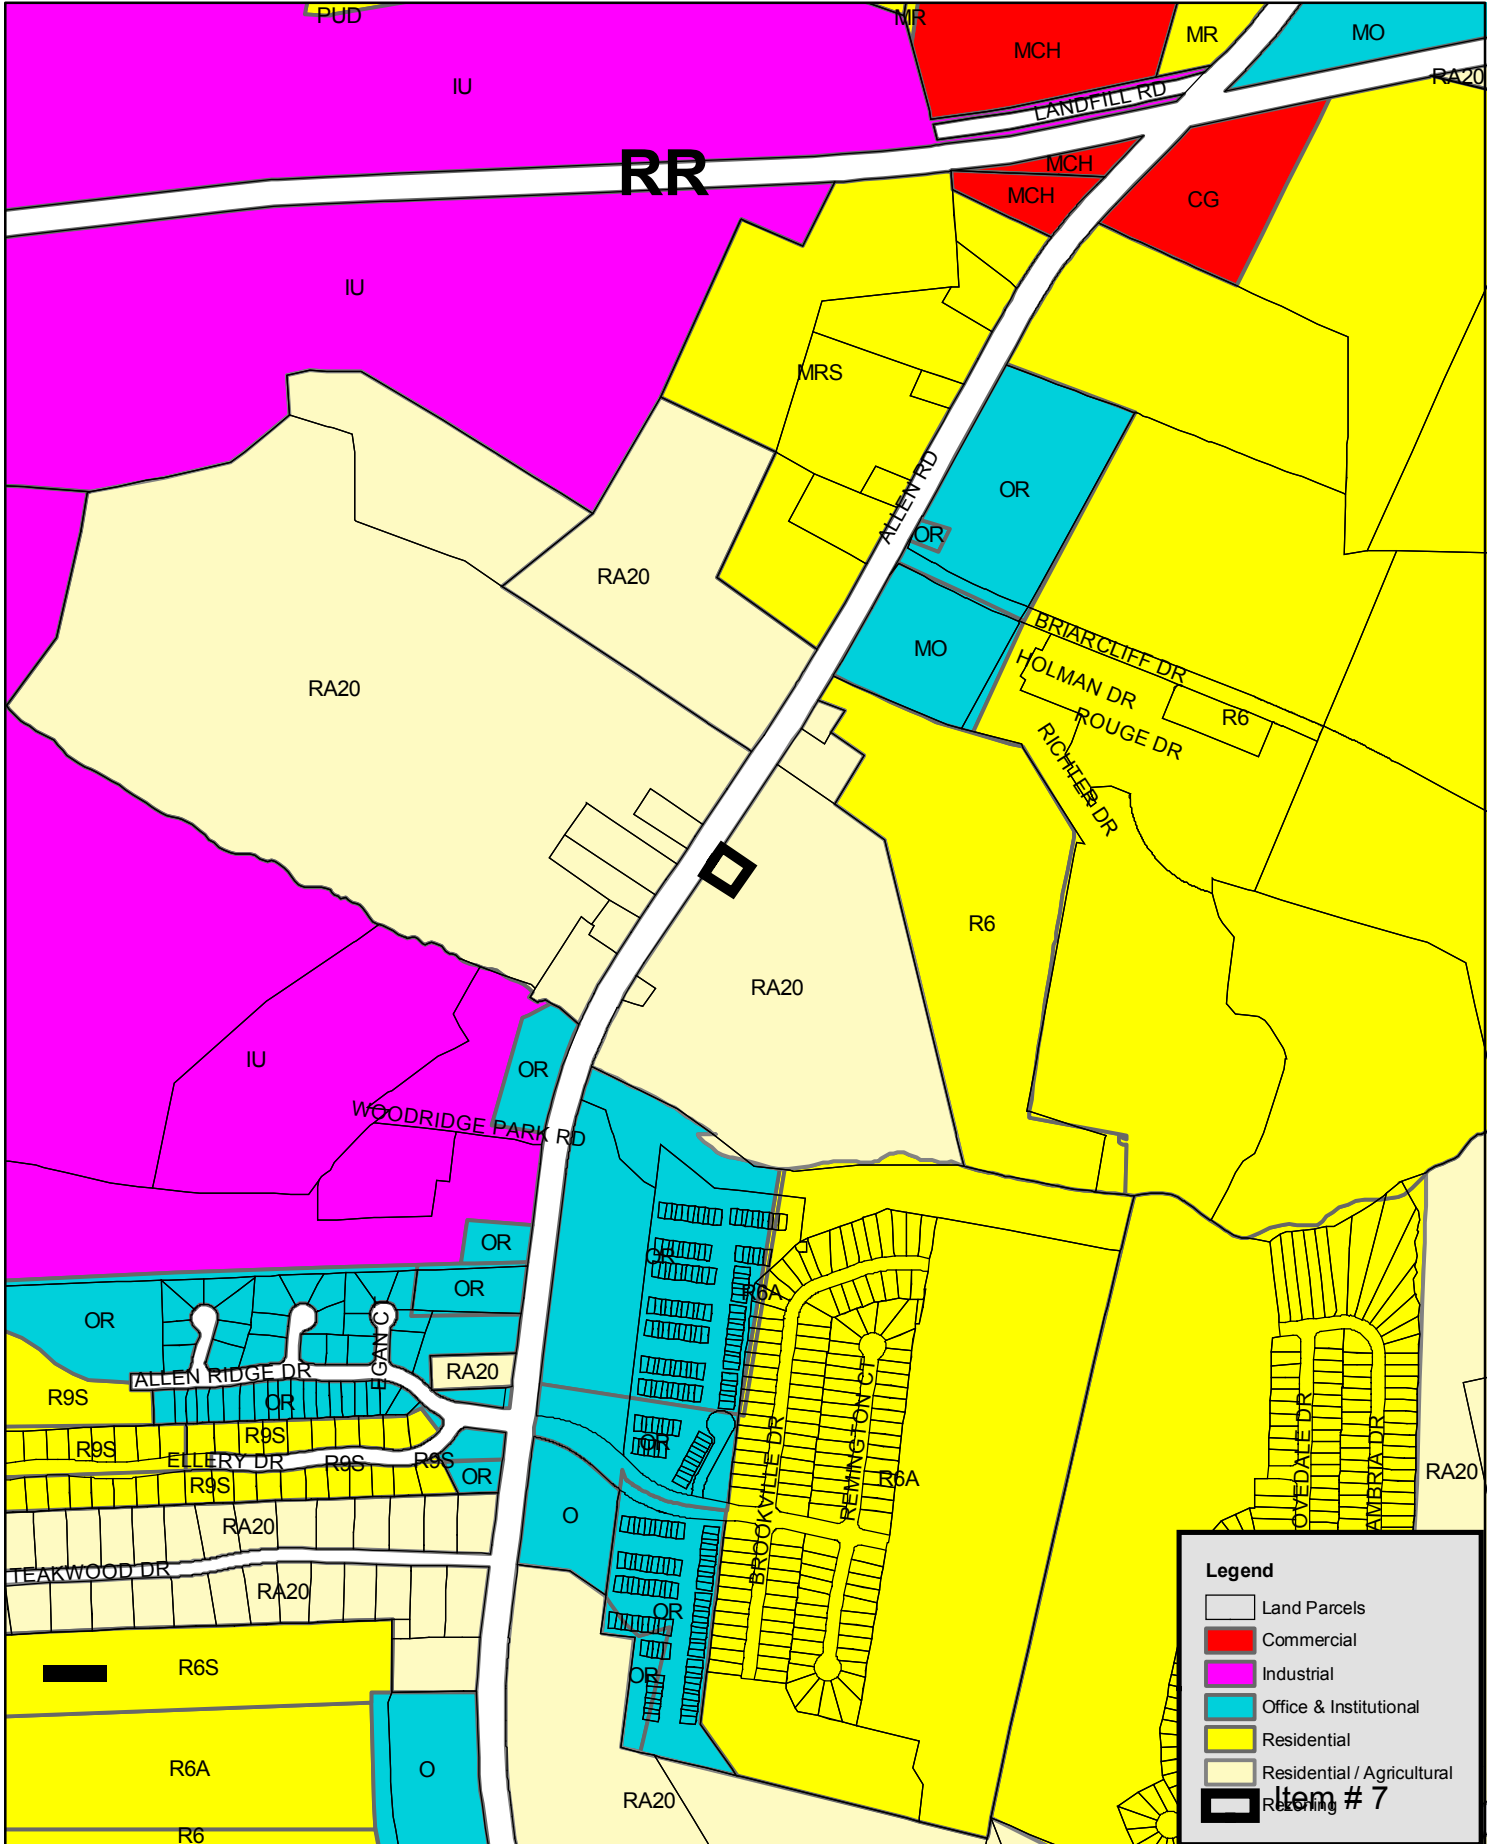 PUD
MR
MCH
MR
MO
IU
RA20
LANDFILL RD
RR
MCH
MCH
CG
IU
MRS
ALLEN RD
OR
OR
RA20
BRIARCLIFF DR
MO
HOLMAN DR
RA20
R6
ROUGE DR
RICHTER DR
R6
RA20
IU
OR
WOODRIDGE PARK RD
OR
OR
OR
R6A
OR
EGAN C
RA20
ALLEN RIDGE DR
R9S
OR
R9S
R9S
ELLERY DR
R9S
R9S
OR
R9S
OR
BROOKVILLE DR
REMINGTON CT
R6A
OVEDALE DR
AMBRIA DR
RA20
O
RA20
TEAKWOOD DR
RA20
OR
R6S
OR
R6A
O
RA20
R6
Legend
Land Parcels
Commercial
Industrial
Office & Institutional
Residential
Residential / Agricultural
Rezoning
Item # 7